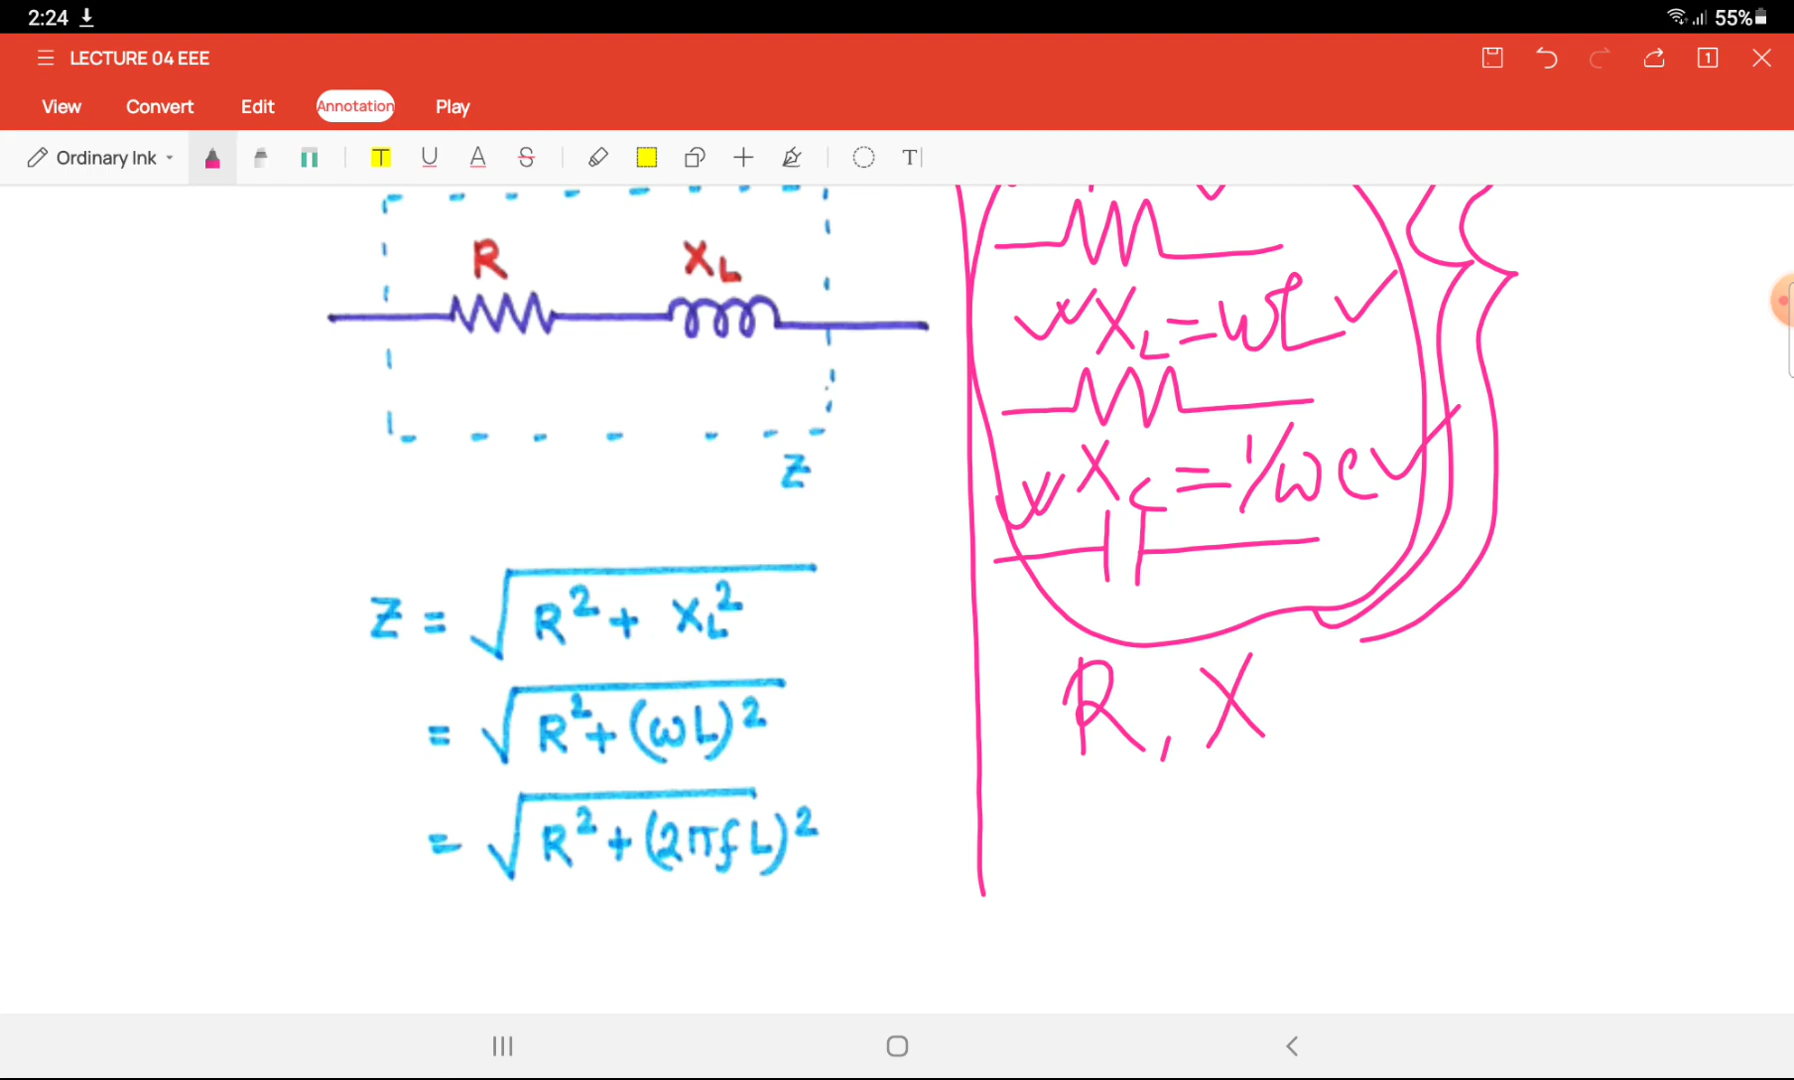 2:24 55%
LECTURE 04 EEE 1
View Convert Edit Annotation Play
Ordinary Ink T U A S T
R XL
Z
Z = √R² + XL²
= √R² + (ωL)²
= √R² + (2πfL)²
XL = ωL
XC = 1/ωC
R, X